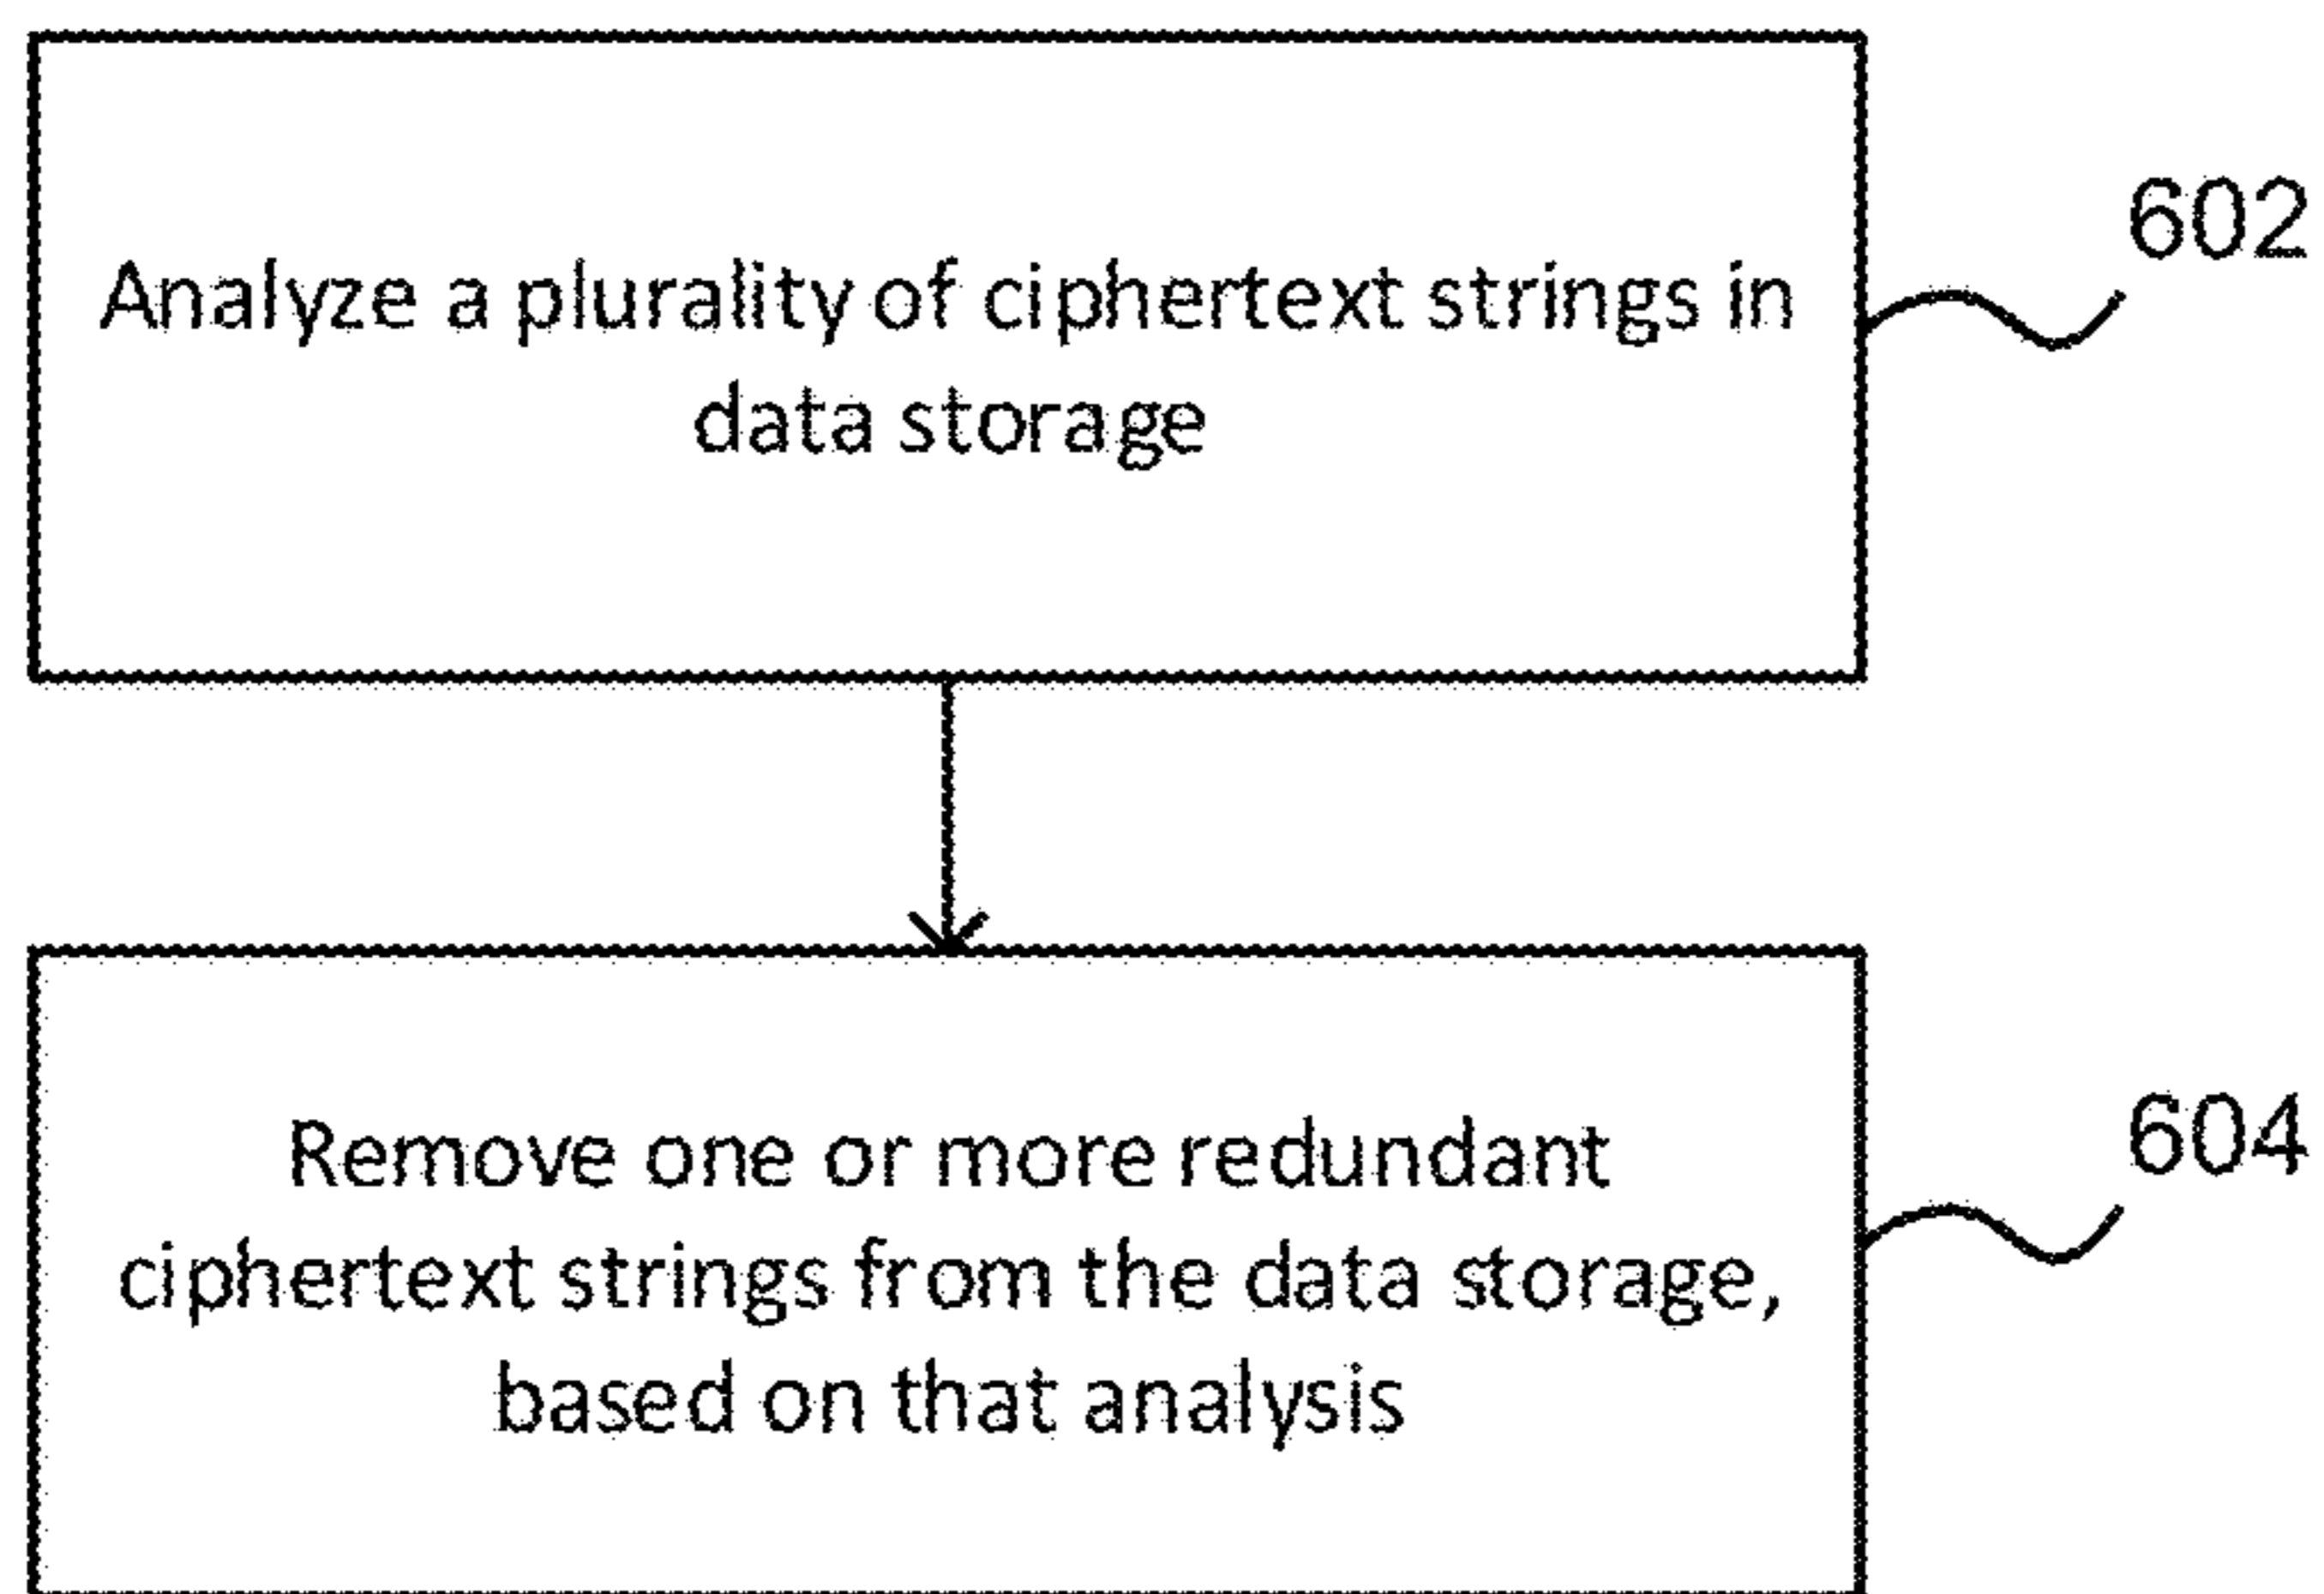 602
Analyze a plurality of ciphertext strings in
data storage
604
Remove one or more redundant
ciphertext strings from the data storage,
based on that analysis